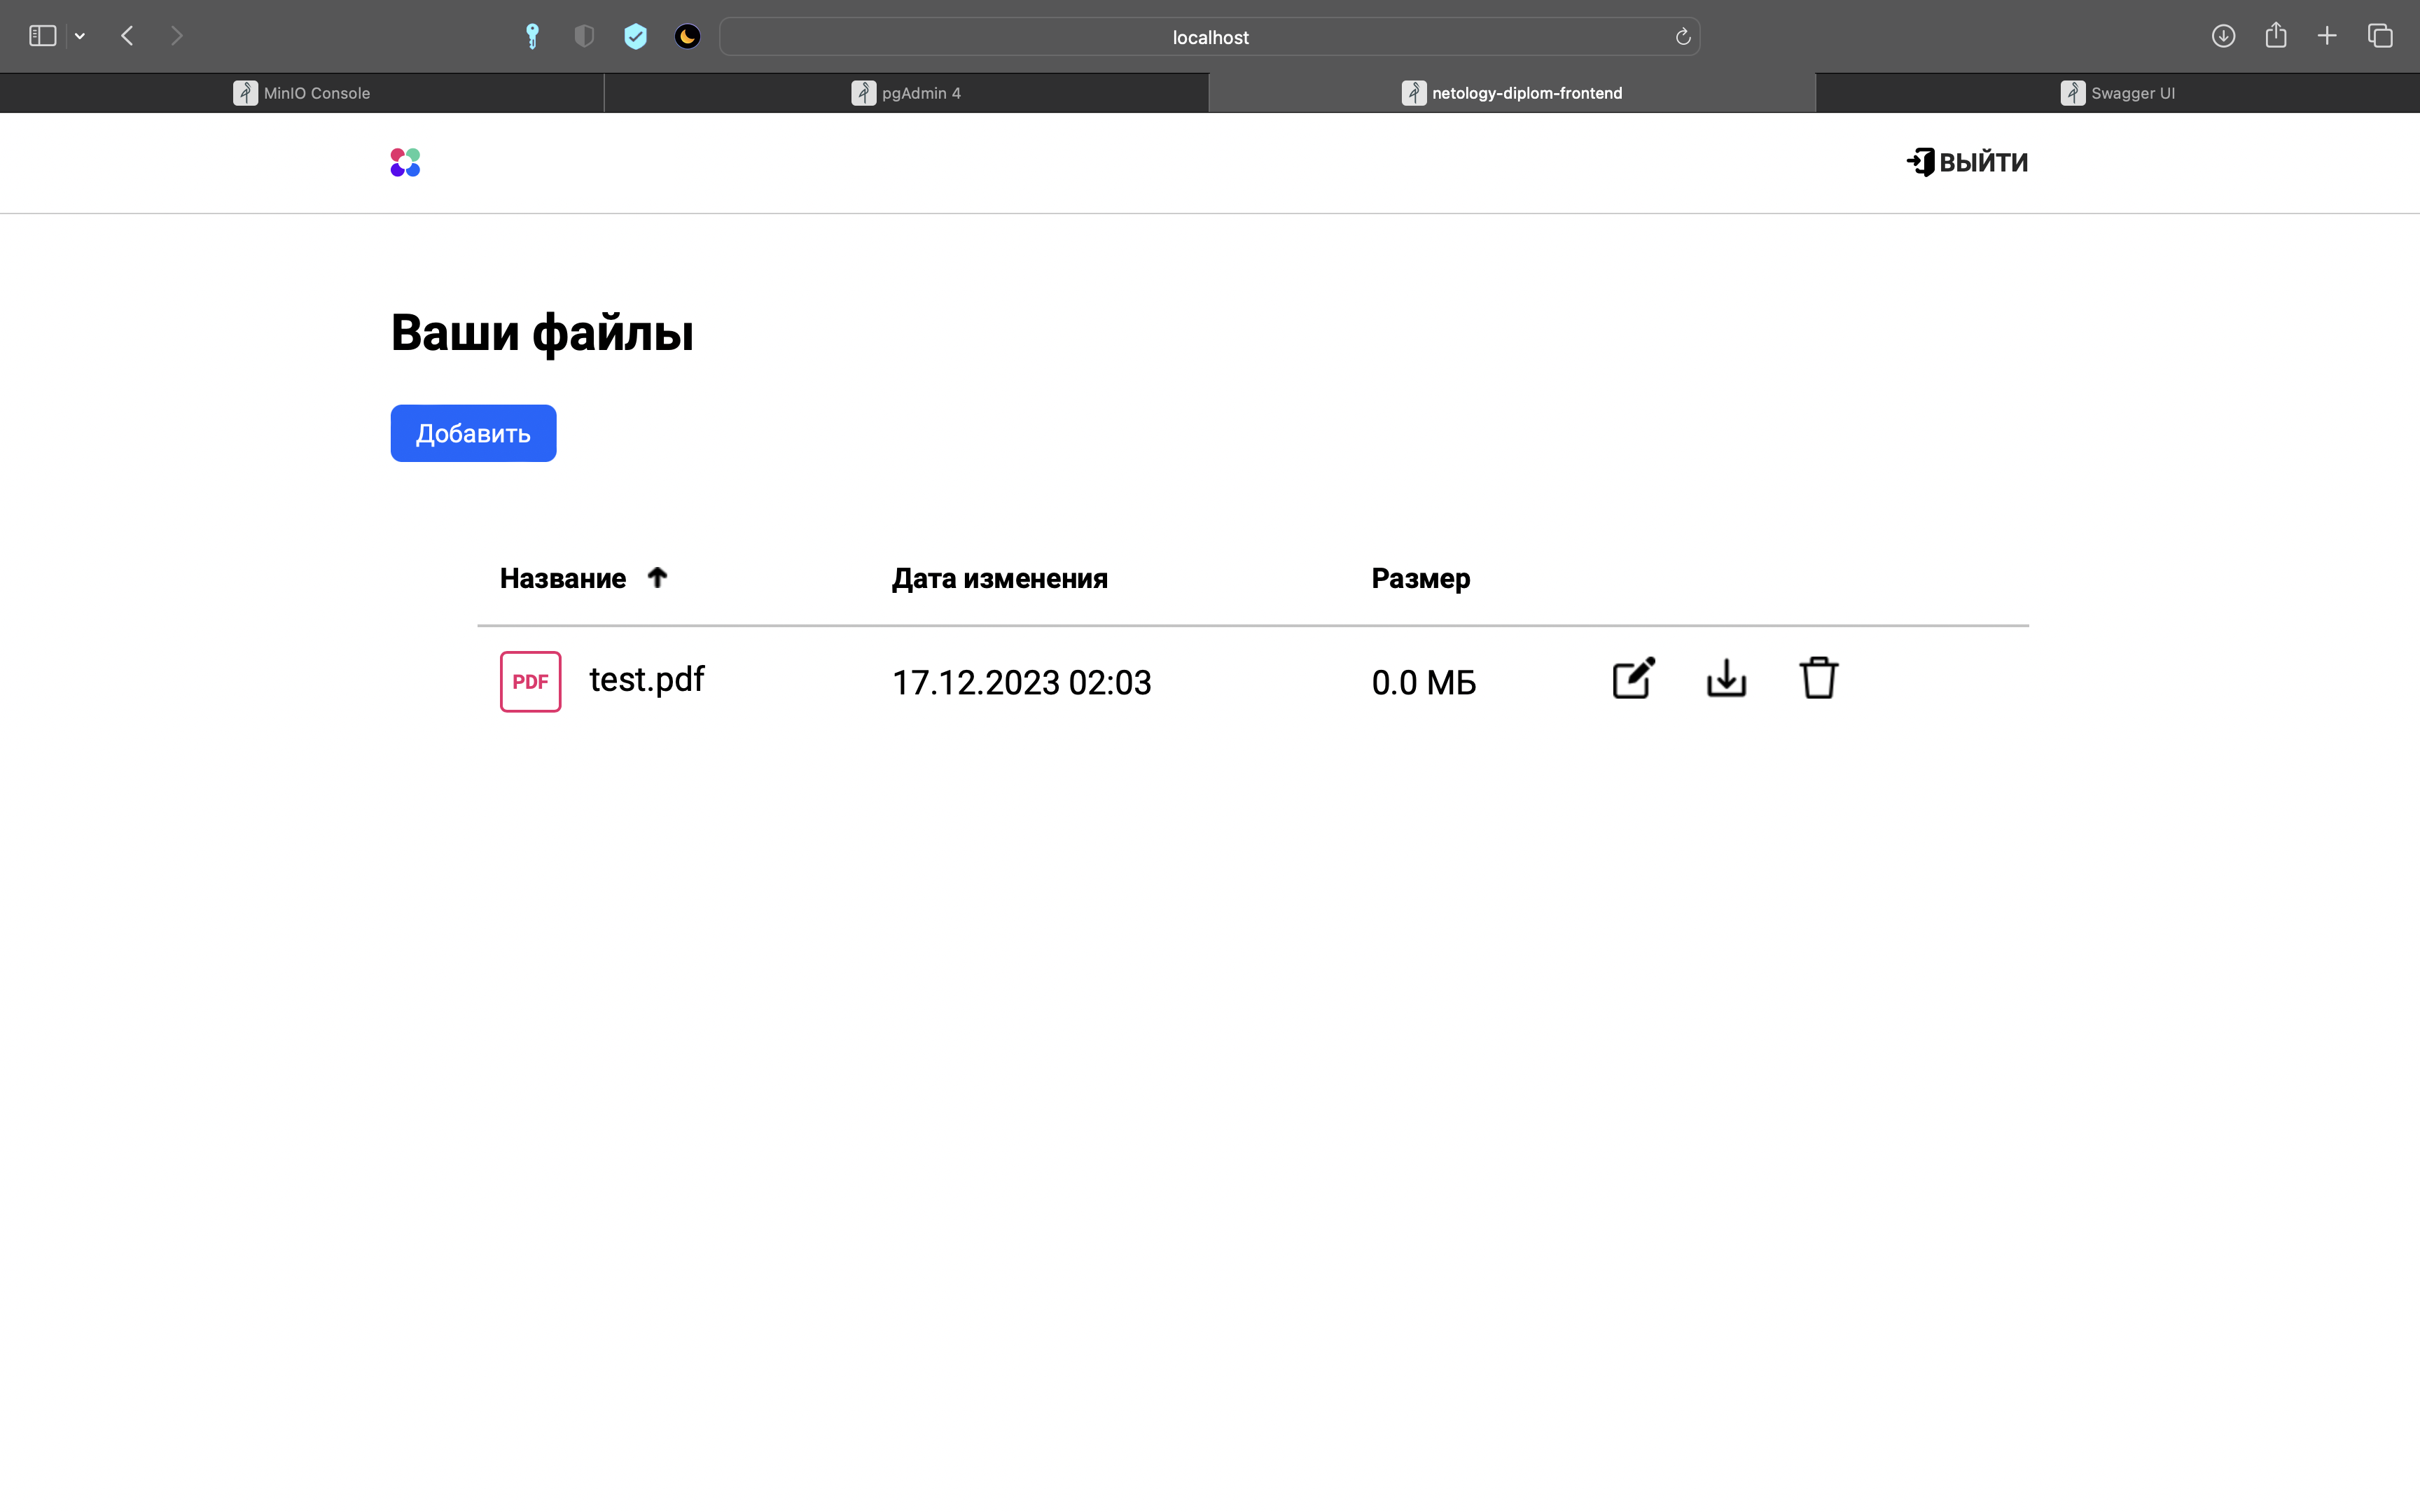 localhost
MinIO Console
pgAdmin 4
netology-diplom-frontend
Swagger UI
ВЫЙТИ
Ваши файлы
Добавить
Название Дата изменения Размер
PDF test.pdf 17.12.2023 02:03 0.0 МБ